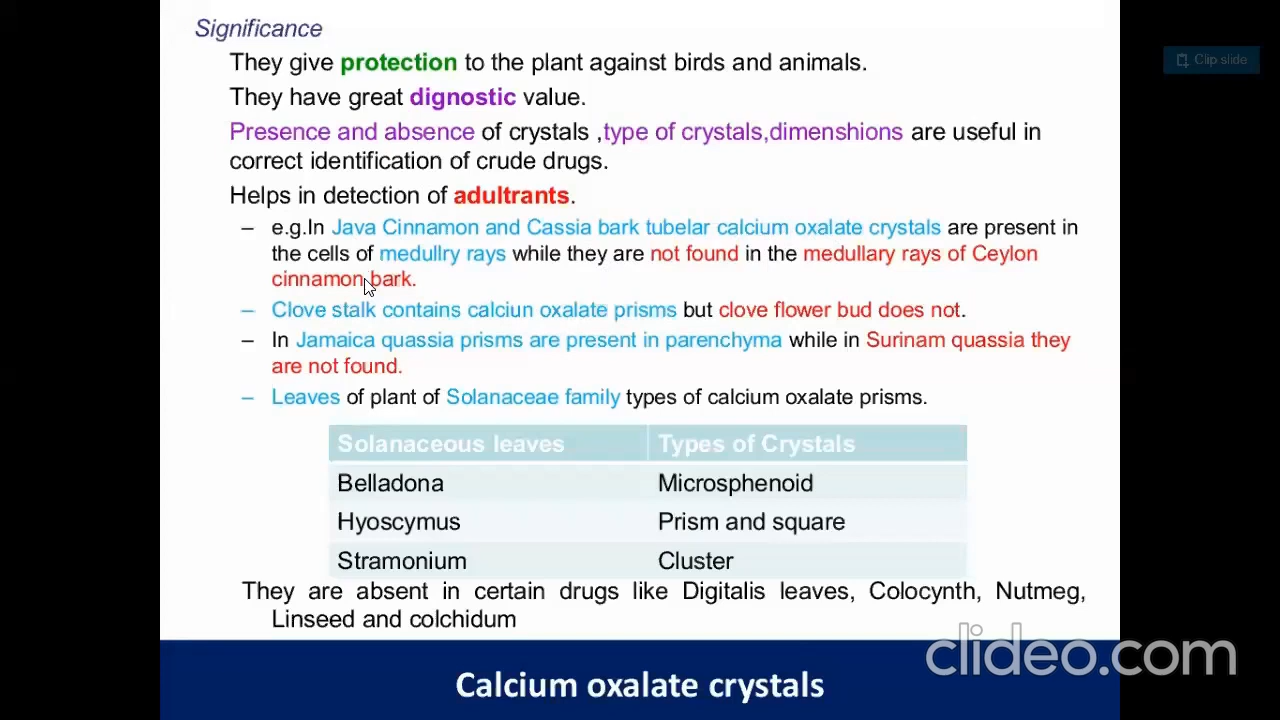 Significance
They give protection to the plant against birds and animals.
Clip slide
They have great dignostic value.
Presence and absence of crystals ,type of crystals,dimenshions are useful in
correct identification of crude drugs.
Helps in detection of adultrants.
– e.g.In Java Cinnamon and Cassia bark tubelar calcium oxalate crystals are present in
the cells of medullry rays while they are not found in the medullary rays of Ceylon
cinnamon bark.
– Clove stalk contains calciun oxalate prisms but clove flower bud does not.
– In Jamaica quassia prisms are present in parenchyma while in Surinam quassia they
are not found.
– Leaves of plant of Solanaceae family types of calcium oxalate prisms.
Solanaceous leaves Types of Crystals
Belladona Microsphenoid
Hyoscymus Prism and square
Stramonium Cluster
They are absent in certain drugs like Digitalis leaves, Colocynth, Nutmeg,
Linseed and colchidum
clideo.com
Calcium oxalate crystals